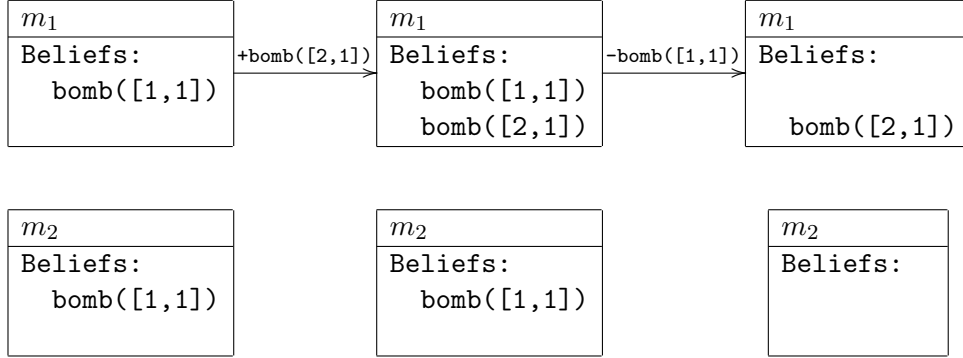 m₁
Beliefs:
bomb([1,1])
+bomb([2,1])
m₁
Beliefs:
bomb([1,1])
bomb([2,1])
-bomb([1,1])
m₁
Beliefs:
bomb([2,1])
m₂
Beliefs:
bomb([1,1])
m₂
Beliefs:
bomb([1,1])
m₂
Beliefs: